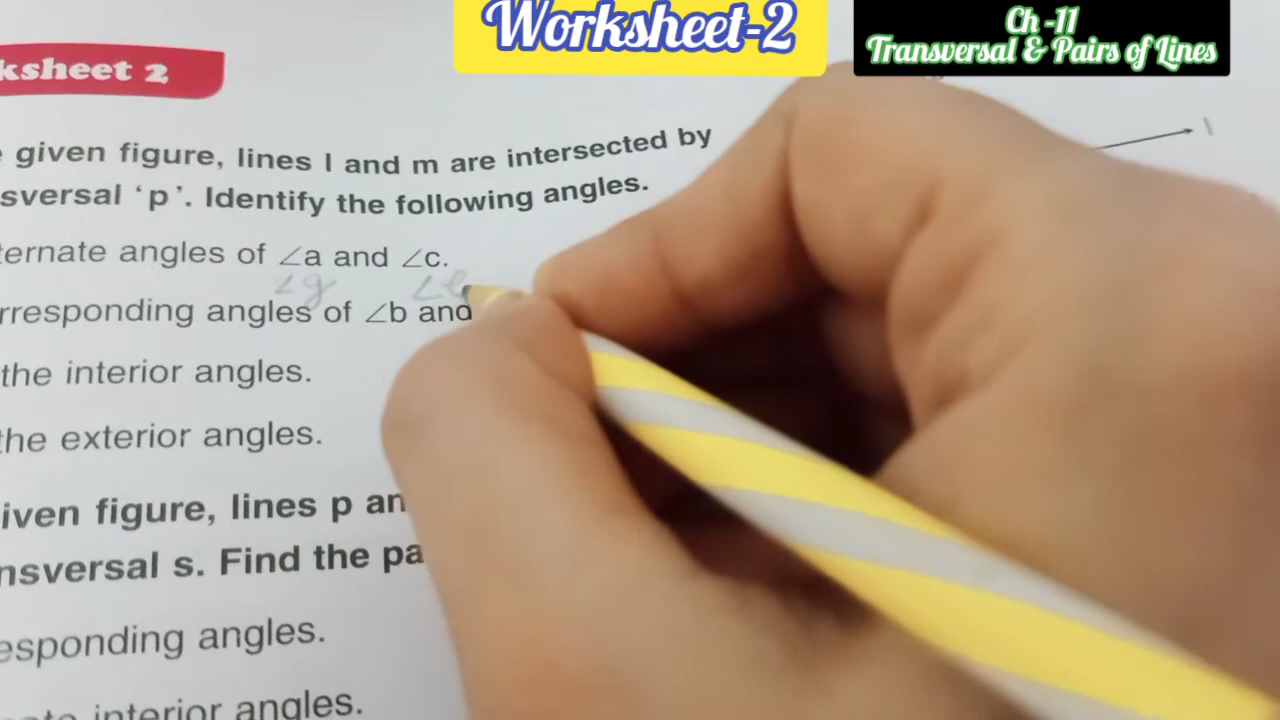 Worksheet-2
Ch -11
Transversal & Pairs of Lines
ksheet 2
given figure, lines l and m are intersected by
sversal ‘p’. Identify the following angles.
ternate angles of ∠a and ∠c.
∠g ∠e
rresponding angles of ∠b and
the interior angles.
the exterior angles.
iven figure, lines p an
nsversal s. Find the pa
esponding angles.
interior angles.
l